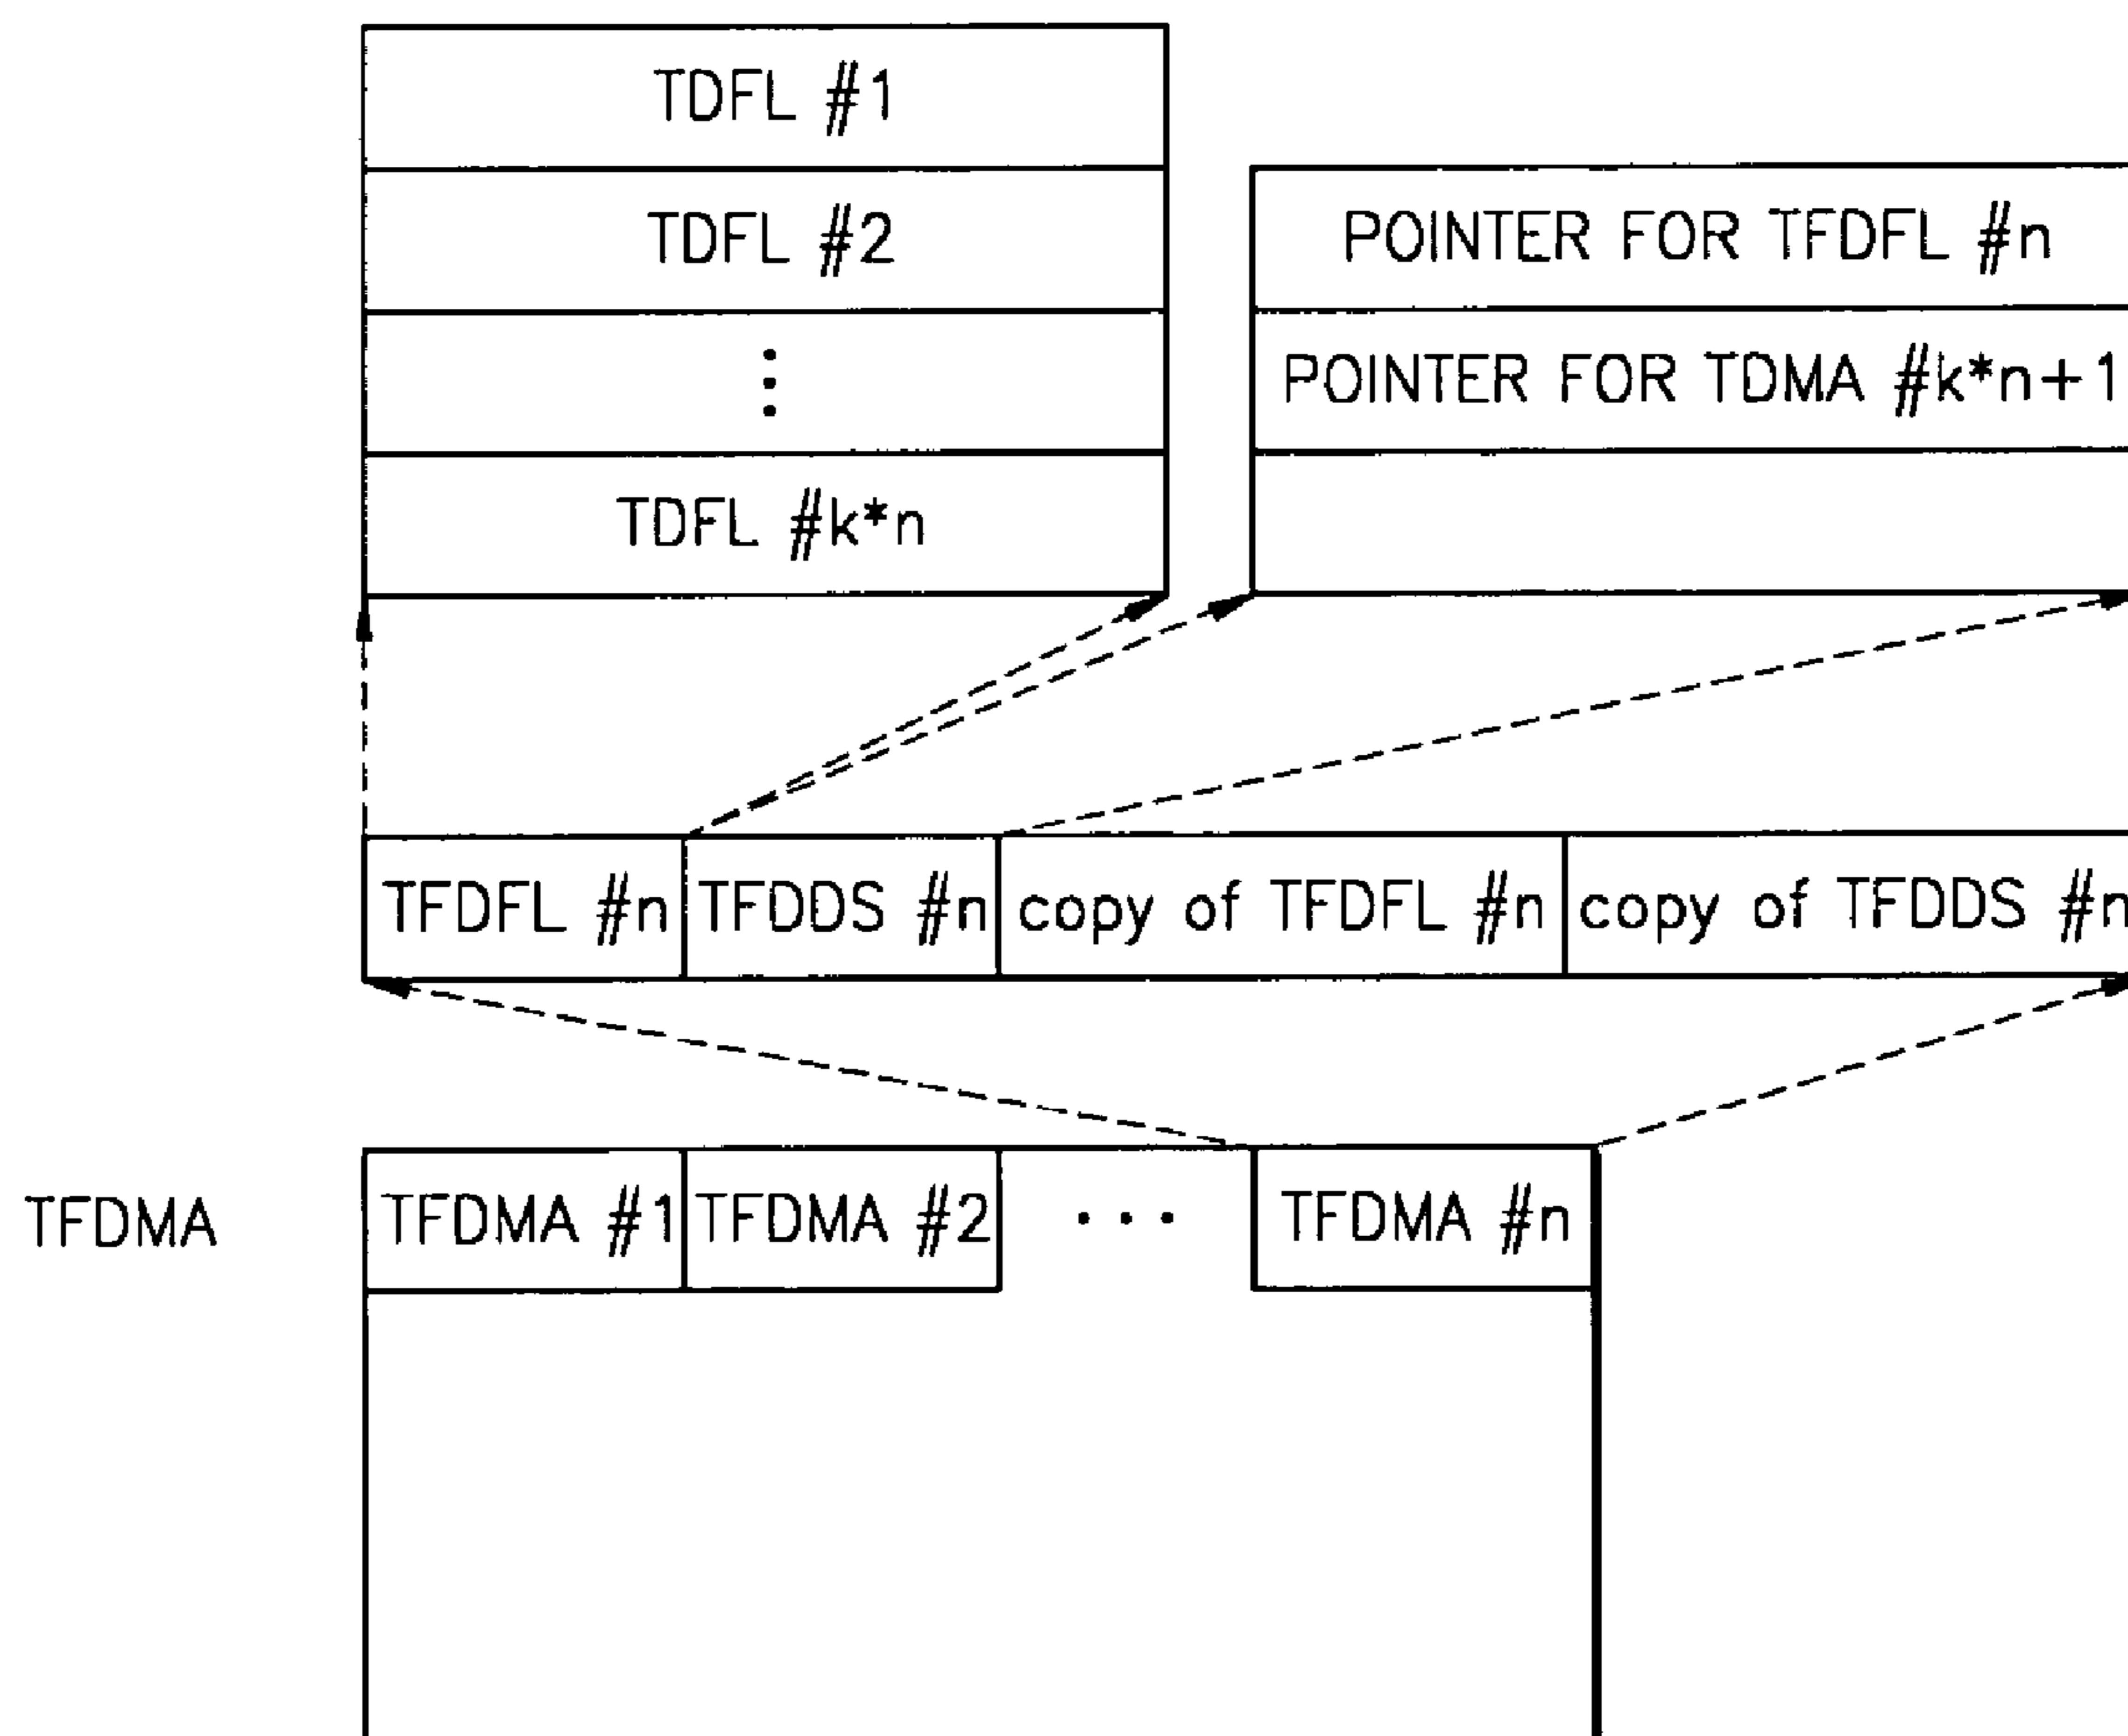 TDFL #1
TDFL #2
⋮
TDFL #k*n
POINTER FOR TFDFL #n
POINTER FOR TDMA #k*n+1
TFDFL #n
TFDDS #n
copy of TFDFL #n
copy of TFDDS #n
TFDMA
TFDMA #1
TFDMA #2
...
TFDMA #n